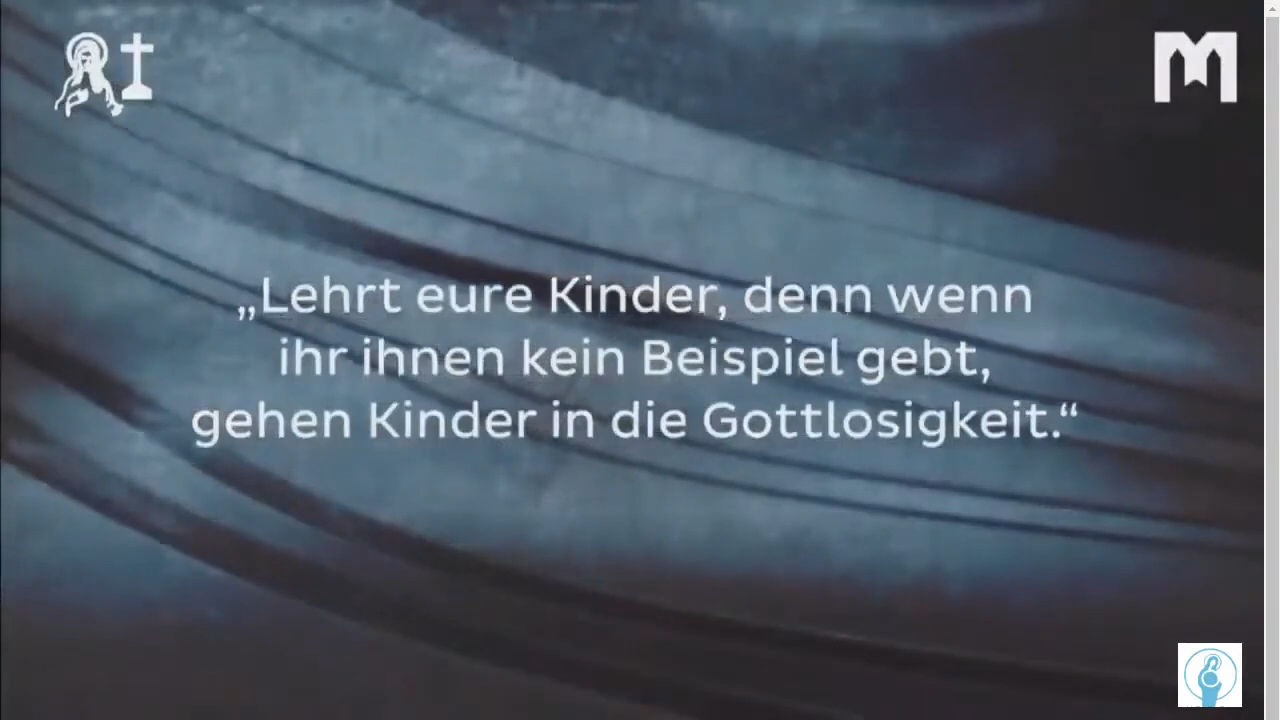 „Lehrt eure Kinder, denn wenn
ihr ihnen kein Beispiel gebt,
gehen Kinder in die Gottlosigkeit.“